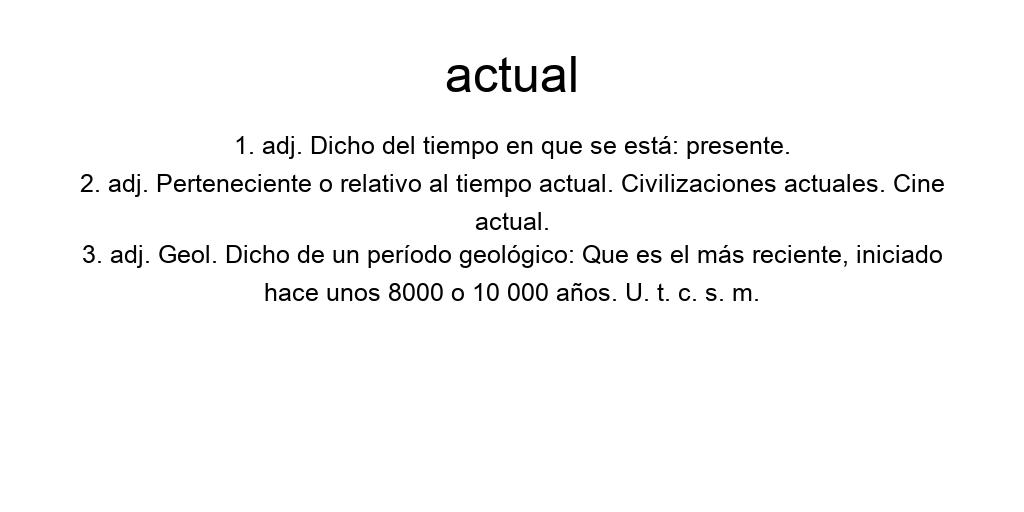 actual
1. adj. Dicho del tiempo en que se está: presente.
2. adj. Perteneciente o relativo al tiempo actual. Civilizaciones actuales. Cine
actual.
3. adj. Geol. Dicho de un período geológico: Que es el más reciente, iniciado
hace unos 8000 o 10 000 años. U. t. c. s. m.